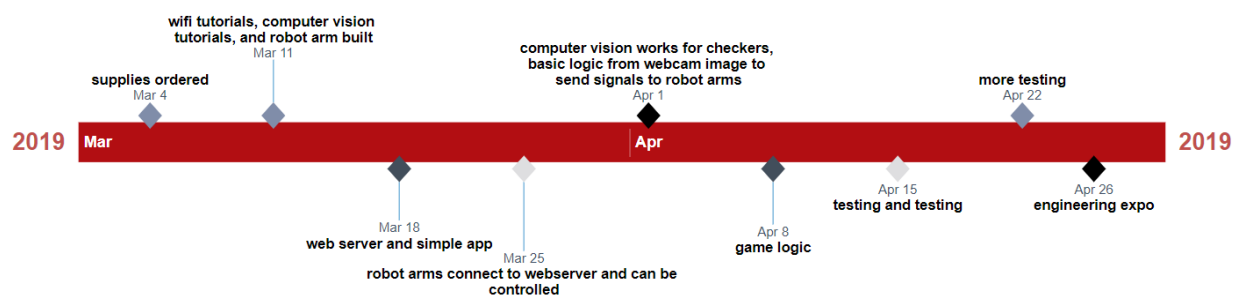 wifi tutorials, computer vision
tutorials, and robot arm built
Mar 11
computer vision works for checkers,
basic logic from webcam image to
send signals to robot arms
Apr 1
supplies ordered
Mar 4
more testing
Apr 22
2019
Mar
Apr
2019
Mar 18
web server and simple app
Mar 25
robot arms connect to webserver and can be
controlled
Apr 8
game logic
Apr 15
testing and testing
Apr 26
engineering expo